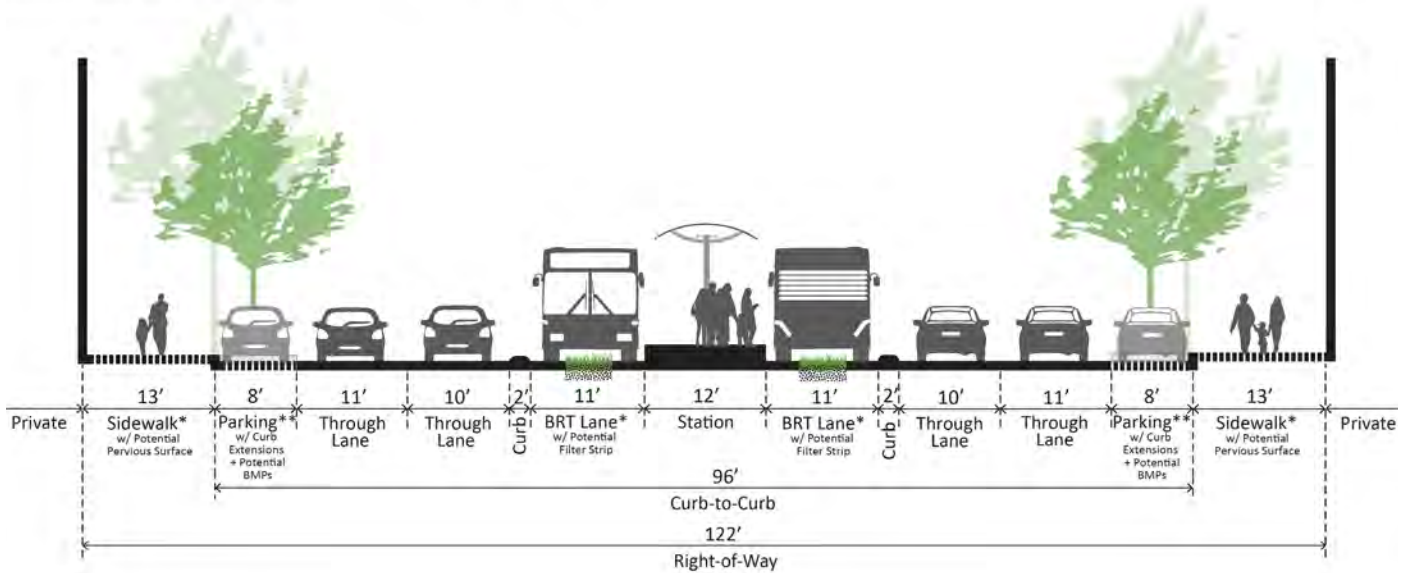 13’ 8’ 11’ 10’ 2’ 11’ 12’ 11’ 2’ 10’ 11’ 8’ 13’
Private
Sidewalk*
w/ Potential
Pervious Surface
Parking**
w/ Curb
Extensions
+ Potential
BMPs
Through
Lane
Through
Lane
Curb
BRT Lane*
w/ Potential
Filter Strip
Station
BRT Lane*
w/ Potential
Filter Strip
Curb
Through
Lane
Through
Lane
Parking**
w/ Curb
Extensions
+ Potential
BMPs
Sidewalk*
w/ Potential
Pervious Surface
Private
96’
Curb-to-Curb
122’
Right-of-Way